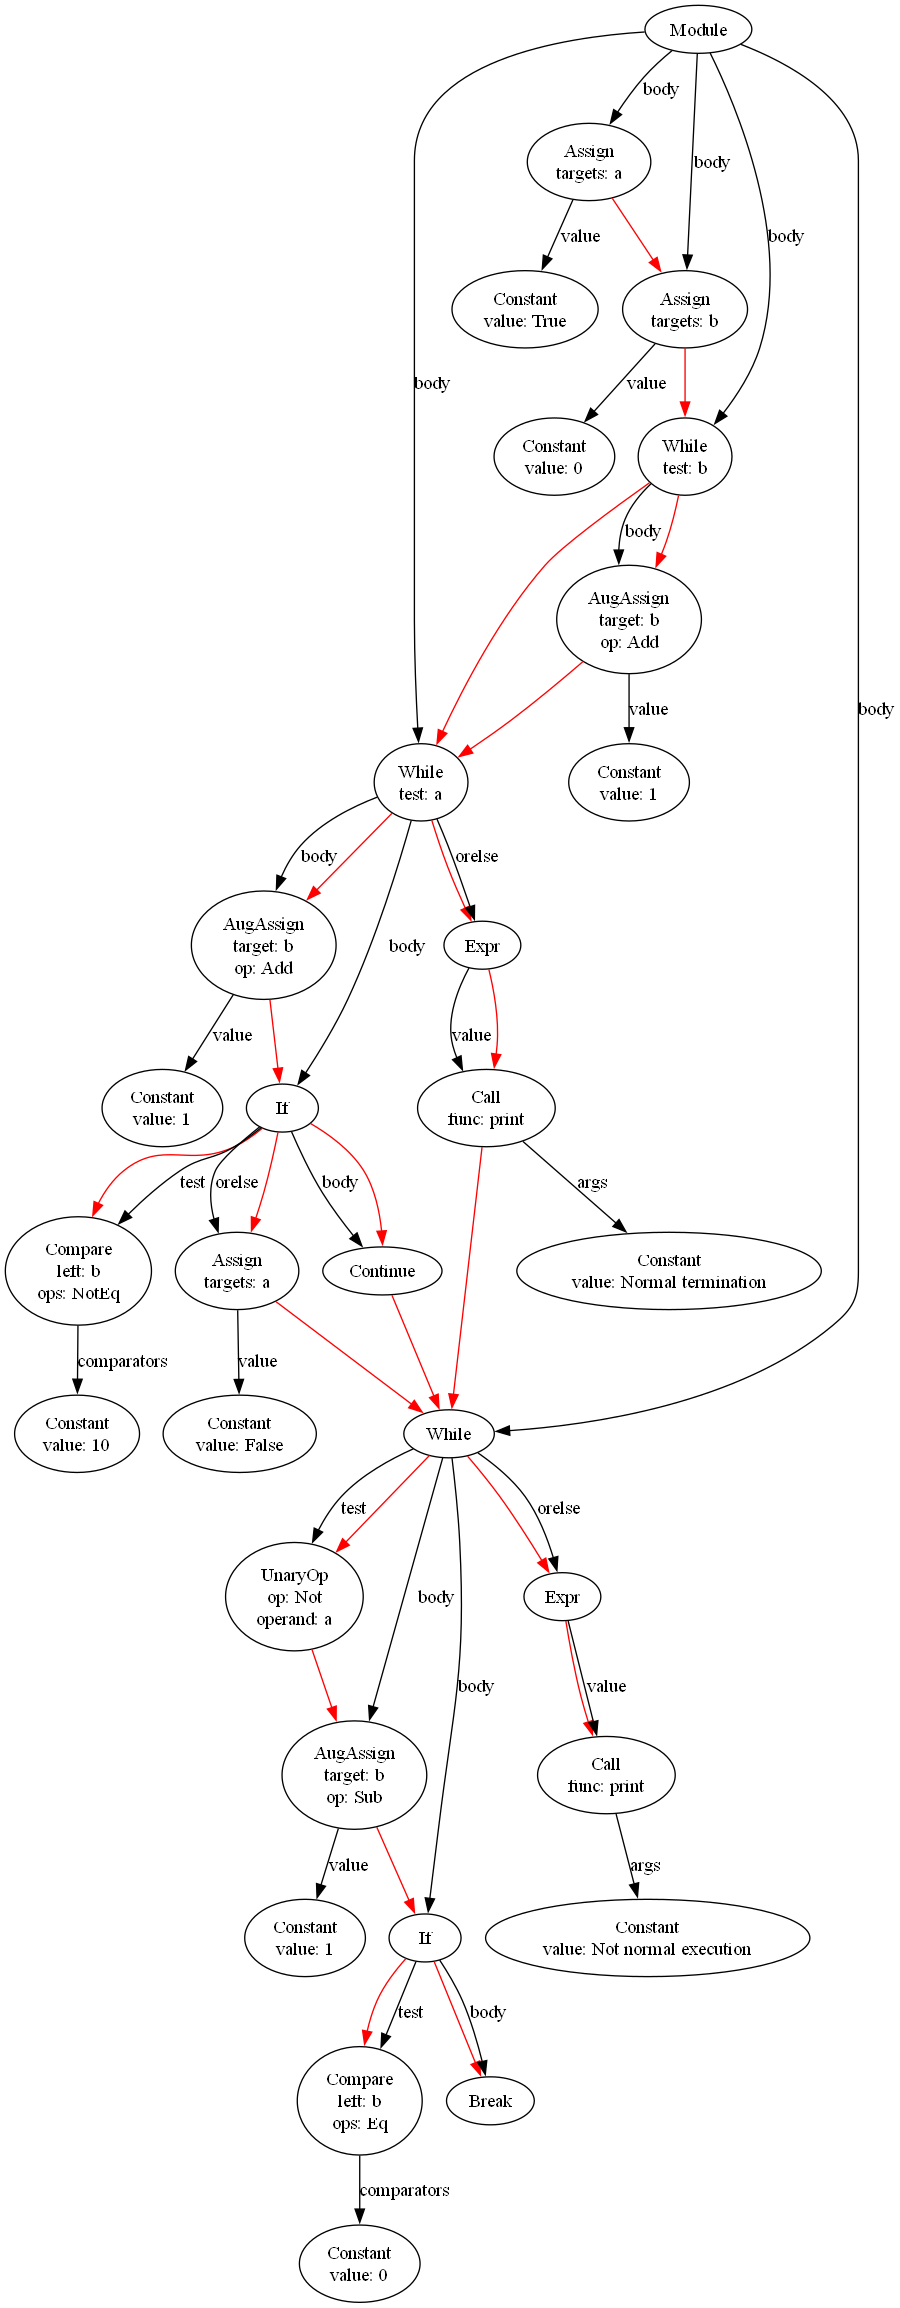 Module
body
Assign
targets: a
body
body
value
body
Constant
value: True
Assign
targets: b
body
value
Constant
value: 0
While
test: b
body
AugAssign
target: b
op: Add
value
body
While
test: a
Constant
value: 1
body
orelse
AugAssign
target: b
op: Add
body
Expr
value
value
Constant
value: 1
If
Call
func: print
test
orelse
body
args
Compare
left: b
ops: NotEq
Assign
targets: a
Continue
Constant
value: Normal termination
comparators
value
Constant
value: 10
Constant
value: False
While
test
orelse
UnaryOp
op: Not
operand: a
body
Expr
body
value
AugAssign
target: b
op: Sub
Call
func: print
value
args
Constant
value: 1
If
Constant
value: Not normal execution
test
body
Compare
left: b
ops: Eq
Break
comparators
Constant
value: 0